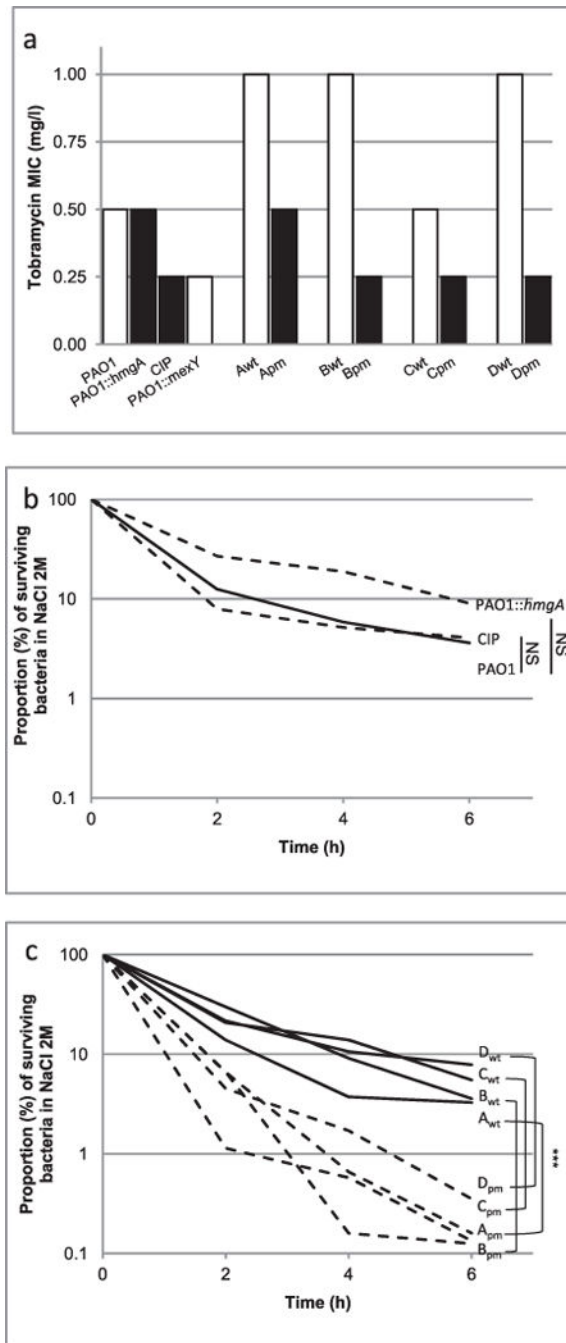 a
Tobramycin MIC (mg/l)
1.00
0.75
0.50
0.25
0.00
PAO1
PAO1::hmgA
CIP
PAO1::mexY
Awt
Apm
Bwt
Bpm
Cwt
Cpm
Dwt
Dpm
b
Proportion (%) of surviving
bacteria in NaCl 2M
100
10
1
0.1
PAO1::hmgA
CIP
PAO1
NS
NS
0
2
4
6
Time (h)
c
Proportion (%) of surviving
bacteria in NaCl 2M
100
10
1
0.1
Dwt
Cwt
Bwt
Awt
Dpm
Cpm
Apm
Bpm
***
0
2
4
6
Time (h)